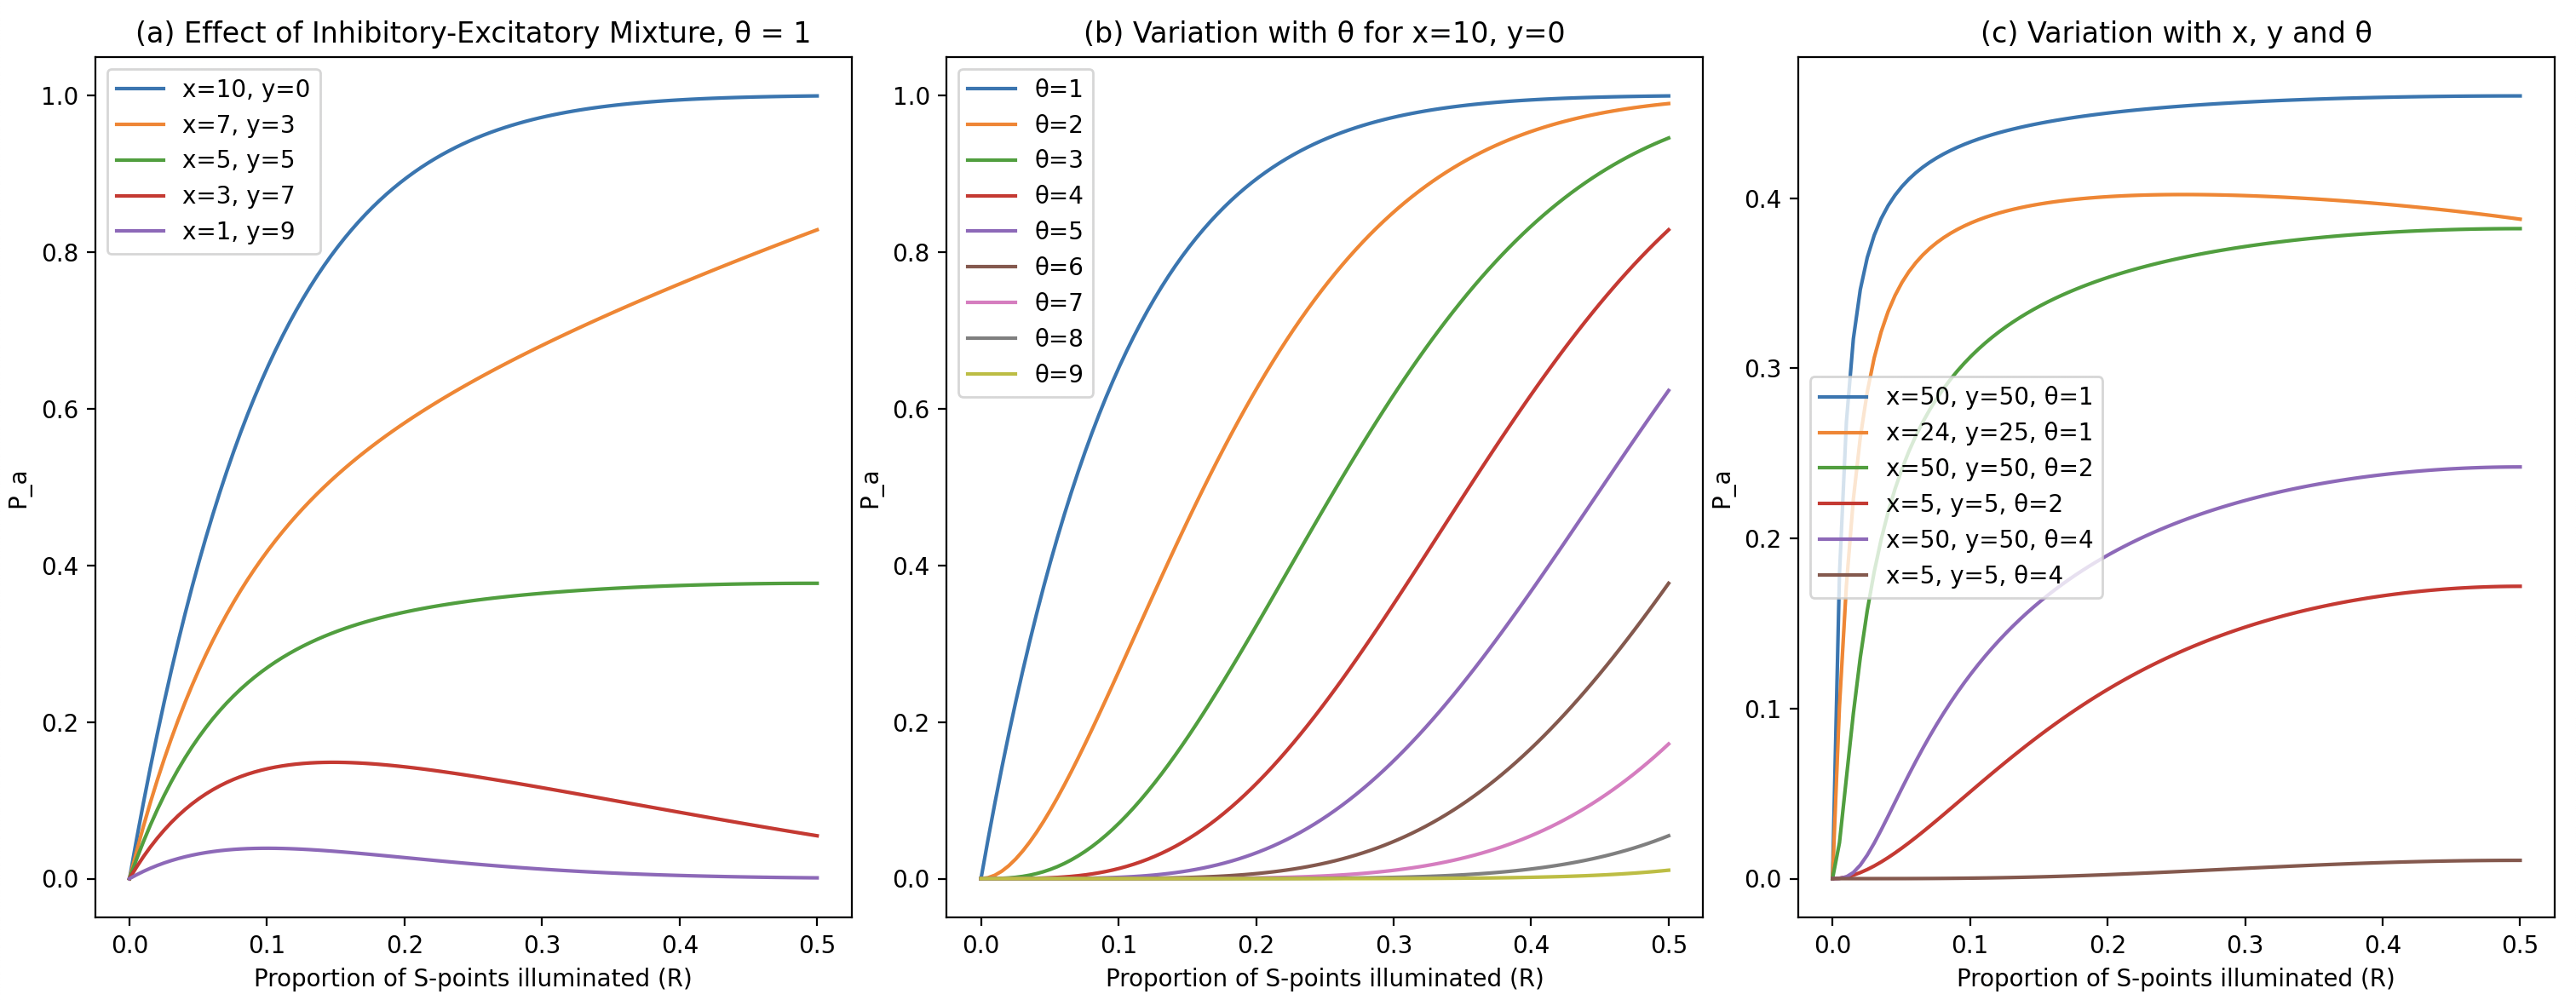 (a) Effect of Inhibitory-Excitatory Mixture, θ = 1
x=10, y=0
x=7, y=3
x=5, y=5
x=3, y=7
x=1, y=9
P_a
1.0
0.8
0.6
0.4
0.2
0.0
0.0 0.1 0.2 0.3 0.4 0.5
Proportion of S-points illuminated (R)
(b) Variation with θ for x=10, y=0
θ=1
θ=2
θ=3
θ=4
θ=5
θ=6
θ=7
θ=8
θ=9
P_a
1.0
0.8
0.6
0.4
0.2
0.0
0.0 0.1 0.2 0.3 0.4 0.5
Proportion of S-points illuminated (R)
(c) Variation with x, y and θ
x=50, y=50, θ=1
x=24, y=25, θ=1
x=50, y=50, θ=2
x=5, y=5, θ=2
x=50, y=50, θ=4
x=5, y=5, θ=4
P_a
0.4
0.3
0.2
0.1
0.0
0.0 0.1 0.2 0.3 0.4 0.5
Proportion of S-points illuminated (R)